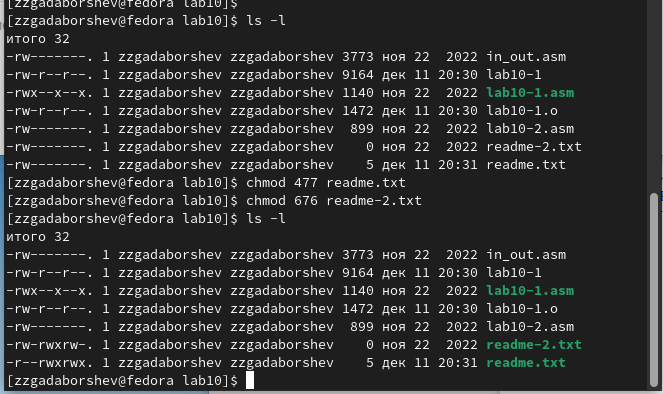 [zzgadaborshev@fedora lab10]$
[zzgadaborshev@fedora lab10]$ ls -l
итого 32
-rw-------. 1 zzgadaborshev zzgadaborshev 3773 ноя 22  2022 in_out.asm
-rw-r--r--. 1 zzgadaborshev zzgadaborshev 9164 дек 11 20:30 lab10-1
-rwx--x--x. 1 zzgadaborshev zzgadaborshev 1140 ноя 22  2022 lab10-1.asm
-rw-r--r--. 1 zzgadaborshev zzgadaborshev 1472 дек 11 20:30 lab10-1.o
-rw-------. 1 zzgadaborshev zzgadaborshev  899 ноя 22  2022 lab10-2.asm
-rw-------. 1 zzgadaborshev zzgadaborshev    0 ноя 22  2022 readme-2.txt
-rw-------. 1 zzgadaborshev zzgadaborshev    5 дек 11 20:31 readme.txt
[zzgadaborshev@fedora lab10]$ chmod 477 readme.txt
[zzgadaborshev@fedora lab10]$ chmod 676 readme-2.txt
[zzgadaborshev@fedora lab10]$ ls -l
итого 32
-rw-------. 1 zzgadaborshev zzgadaborshev 3773 ноя 22  2022 in_out.asm
-rw-r--r--. 1 zzgadaborshev zzgadaborshev 9164 дек 11 20:30 lab10-1
-rwx--x--x. 1 zzgadaborshev zzgadaborshev 1140 ноя 22  2022 lab10-1.asm
-rw-r--r--. 1 zzgadaborshev zzgadaborshev 1472 дек 11 20:30 lab10-1.o
-rw-------. 1 zzgadaborshev zzgadaborshev  899 ноя 22  2022 lab10-2.asm
-rw-rwxrw-. 1 zzgadaborshev zzgadaborshev    0 ноя 22  2022 readme-2.txt
-r--rwxrwx. 1 zzgadaborshev zzgadaborshev    5 дек 11 20:31 readme.txt
[zzgadaborshev@fedora lab10]$